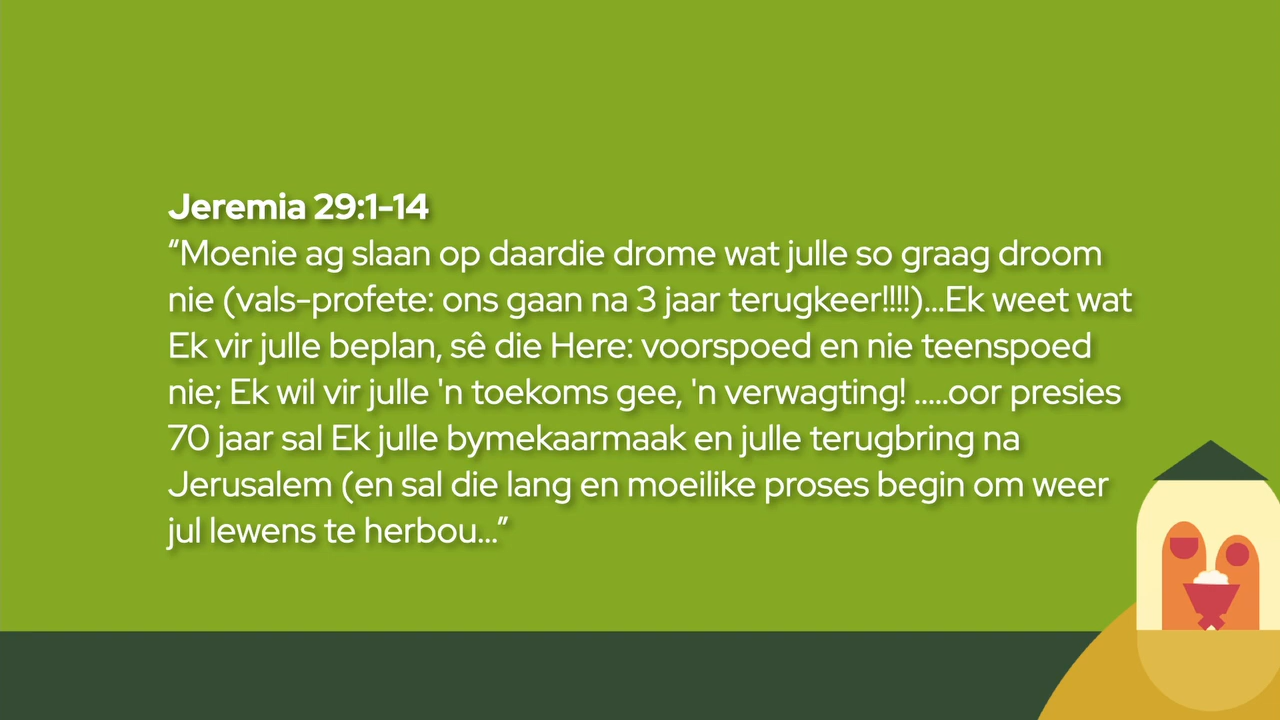 Jeremia 29:1-14
“Moenie ag slaan op daardie drome wat julle so graag droom
nie (vals-profete: ons gaan na 3 jaar terugkeer!!!!)...Ek weet wat
Ek vir julle beplan, sê die Here: voorspoed en nie teenspoed
nie; Ek wil vir julle 'n toekoms gee, 'n verwagting! .....oor presies
70 jaar sal Ek julle bymekaarmaak en julle terugbring na
Jerusalem (en sal die lang en moeilike proses begin om weer
jul lewens te herbou...”